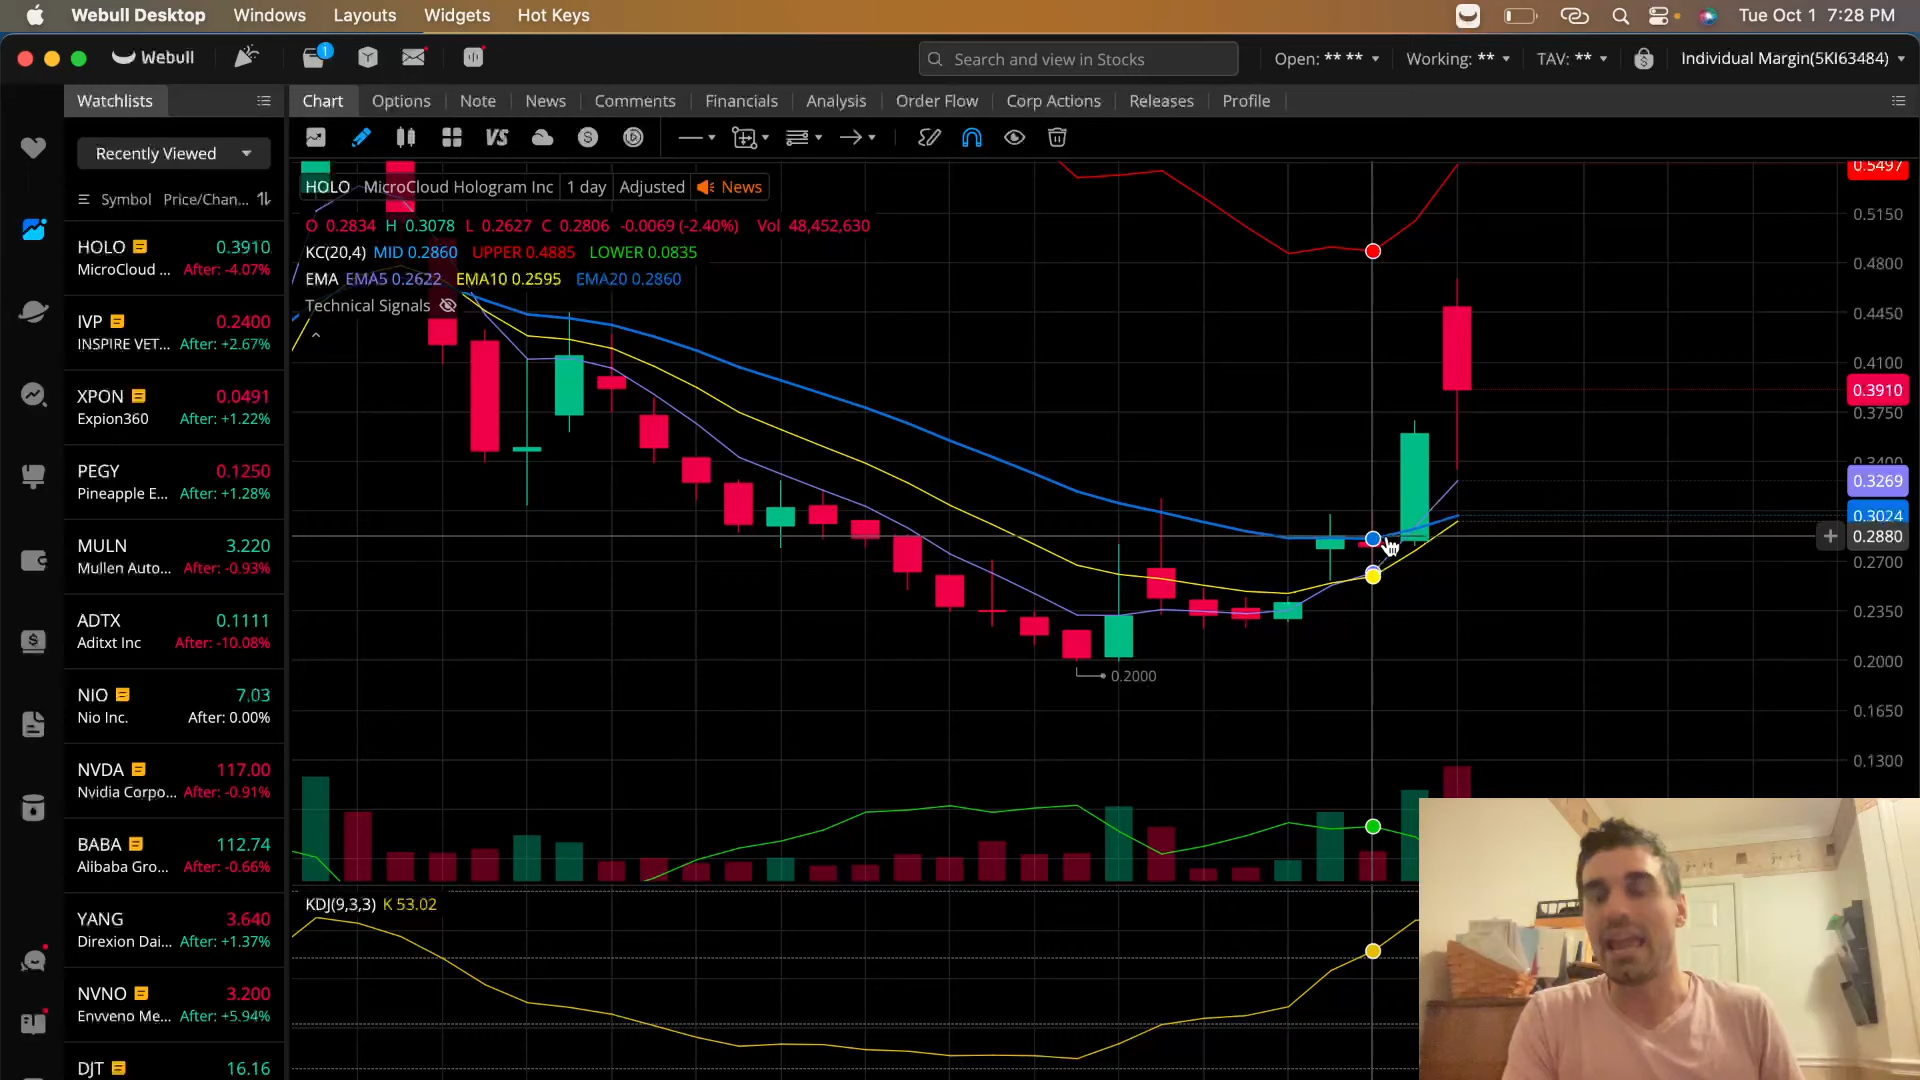 Webull Desktop Windows Layouts Widgets Hot Keys Tue Oct 1 7:28 PM
Webull 1 Search and view in Stocks Open: ** ** Working: ** TAV: ** Individual Margin(5KI63484)
Watchlists Chart Options Note News Comments Financials Analysis Order Flow Corp Actions Releases Profile
Recently Viewed
VS
Symbol Price/Chan...
HOLO 0.3910
MicroCloud ... After: -4.07%
IVP 0.2400
INSPIRE VET... After: +2.67%
XPON 0.0491
Expion360 After: +1.22%
PEGY 0.1250
Pineapple E... After: +1.28%
MULN 3.220
Mullen Auto... After: -0.93%
ADTX 0.1111
Aditxt Inc After: -10.08%
NIO 7.03
Nio Inc. After: 0.00%
NVDA 117.00
Nvidia Corpo... After: -0.91%
BABA 112.74
Alibaba Gro... After: -0.66%
YANG 3.640
Direxion Dai... After: +1.37%
NVNO 3.200
Envveno Me... After: +5.94%
DJT 16.16
HOLO MicroCloud Hologram Inc 1 day Adjusted News
O 0.2834 H 0.3078 L 0.2627 C 0.2806 -0.0069 (-2.40%) Vol 48,452,630
KC(20,4) MID 0.2860 UPPER 0.4885 LOWER 0.0835
EMA EMA5 0.2622 EMA10 0.2595 EMA20 0.2860
Technical Signals
0.2000
KDJ(9,3,3) K 53.02
0.5497
0.5150
0.4800
0.4450
0.4100
0.3910
0.3750
0.3400
0.3269
0.3024
0.2880
0.2700
0.2350
0.2000
0.1650
0.1300